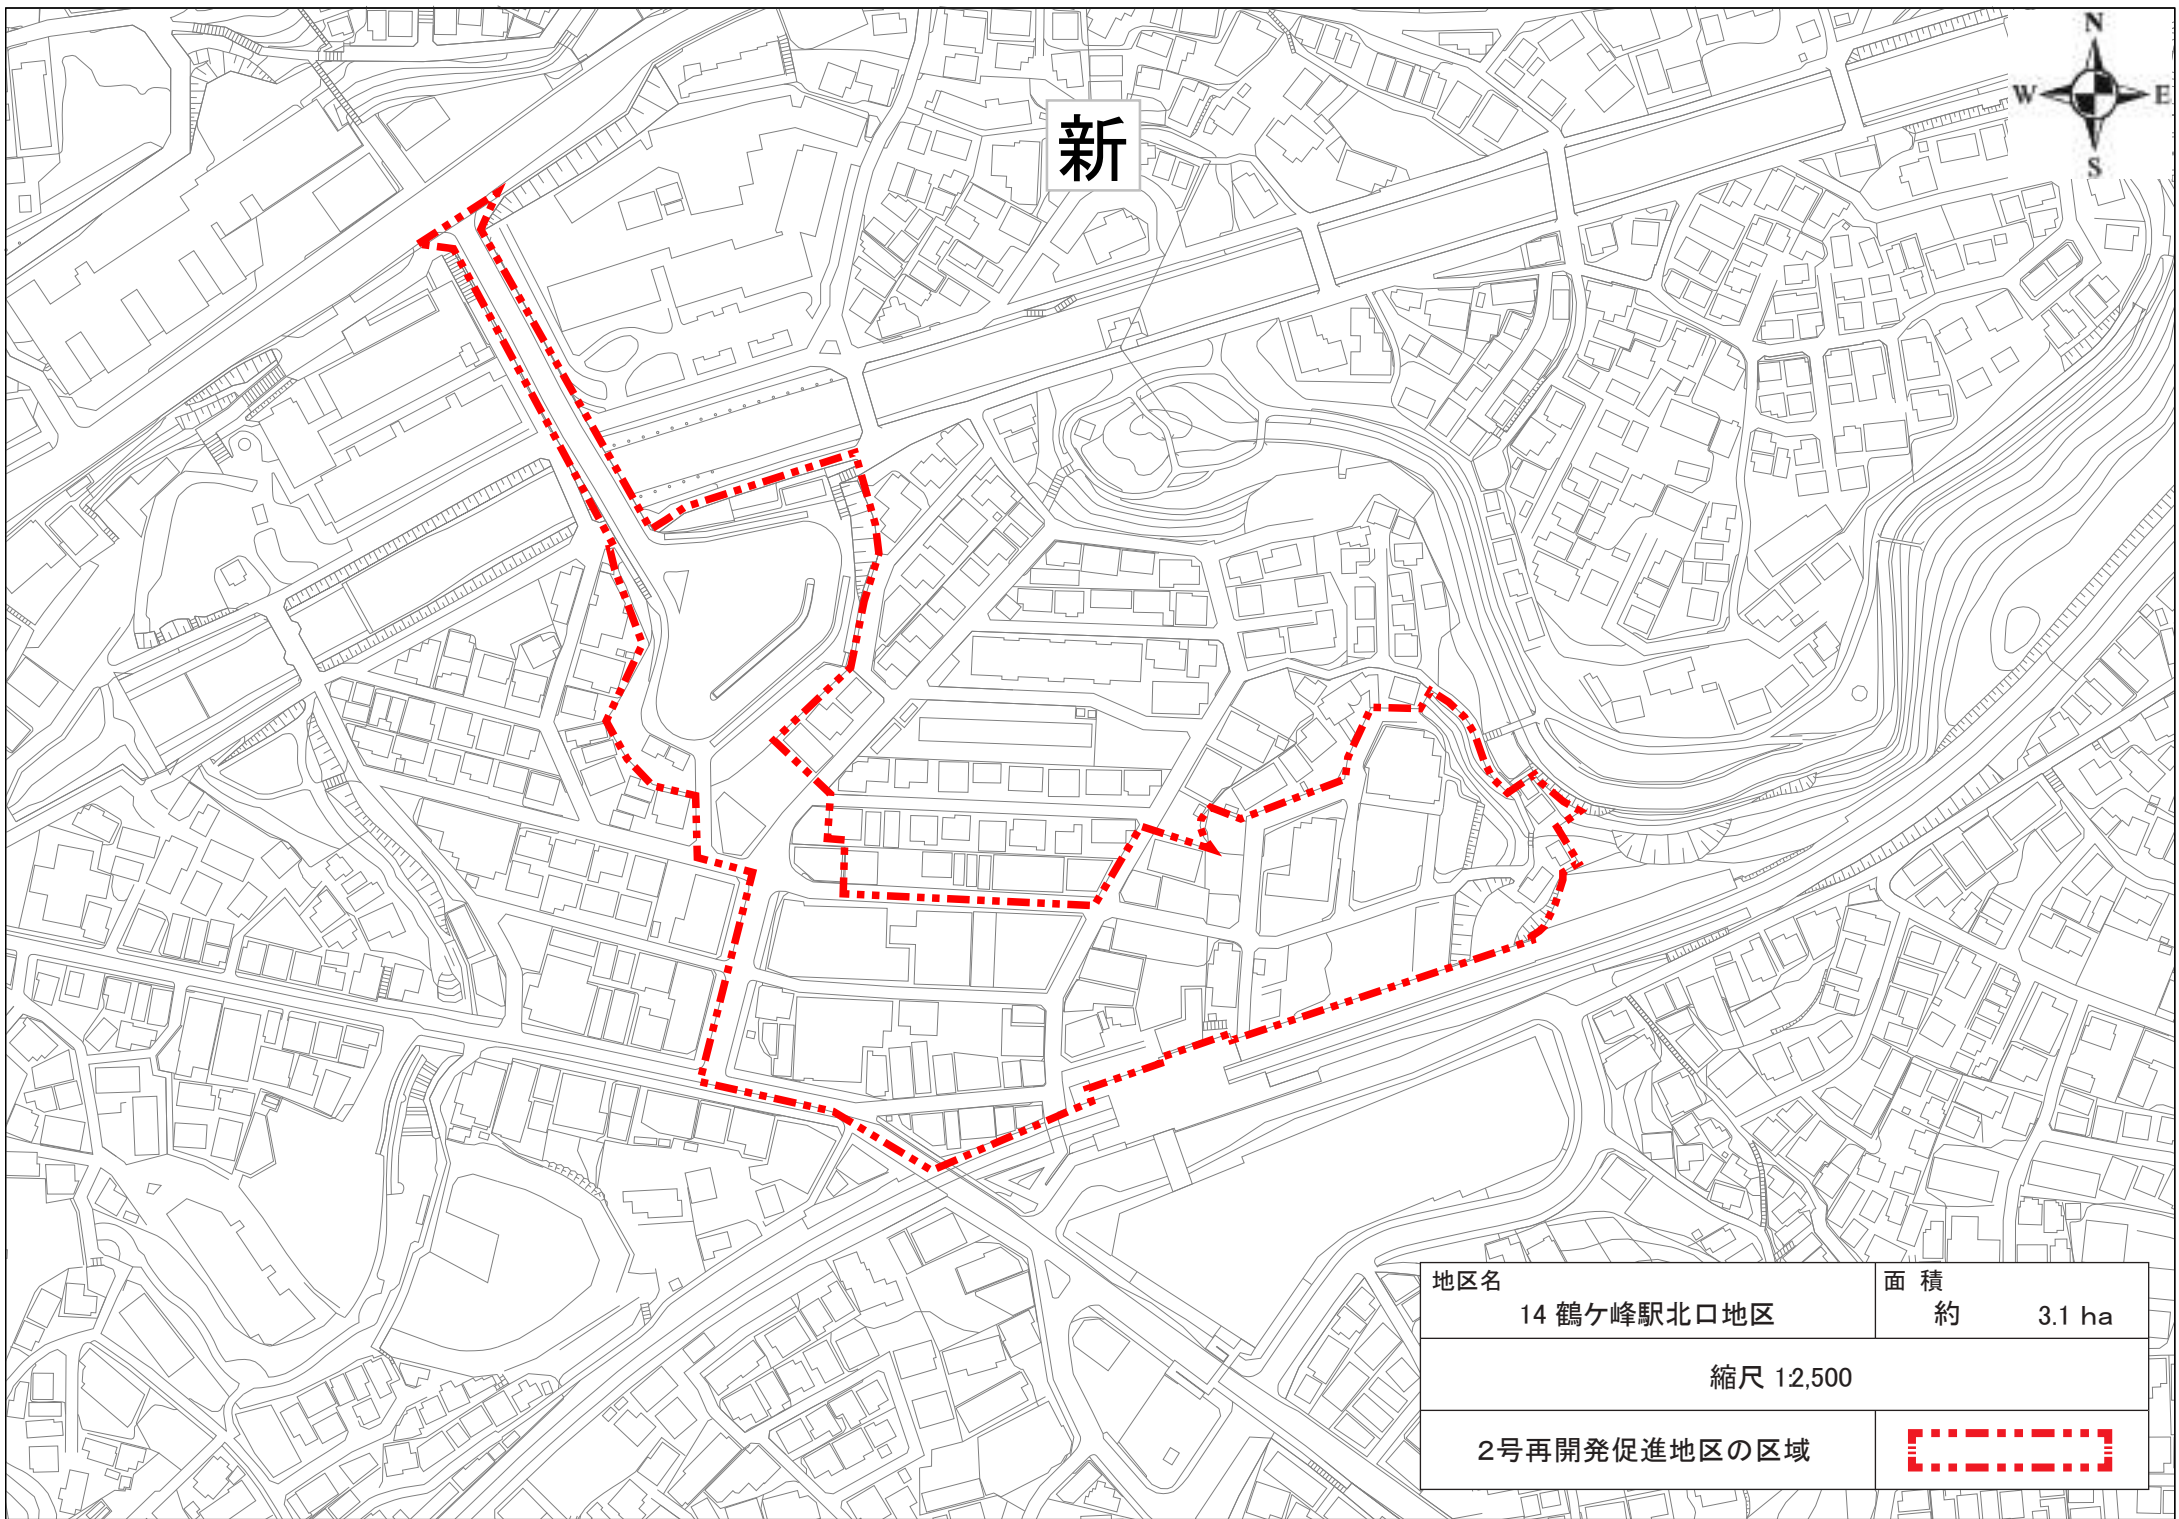 N
新
W E
S
地区名
14 鶴ケ峰駅北口地区
面 積
約 3.1 ha
縮尺 1:2,500
2号再開発促進地区の区域